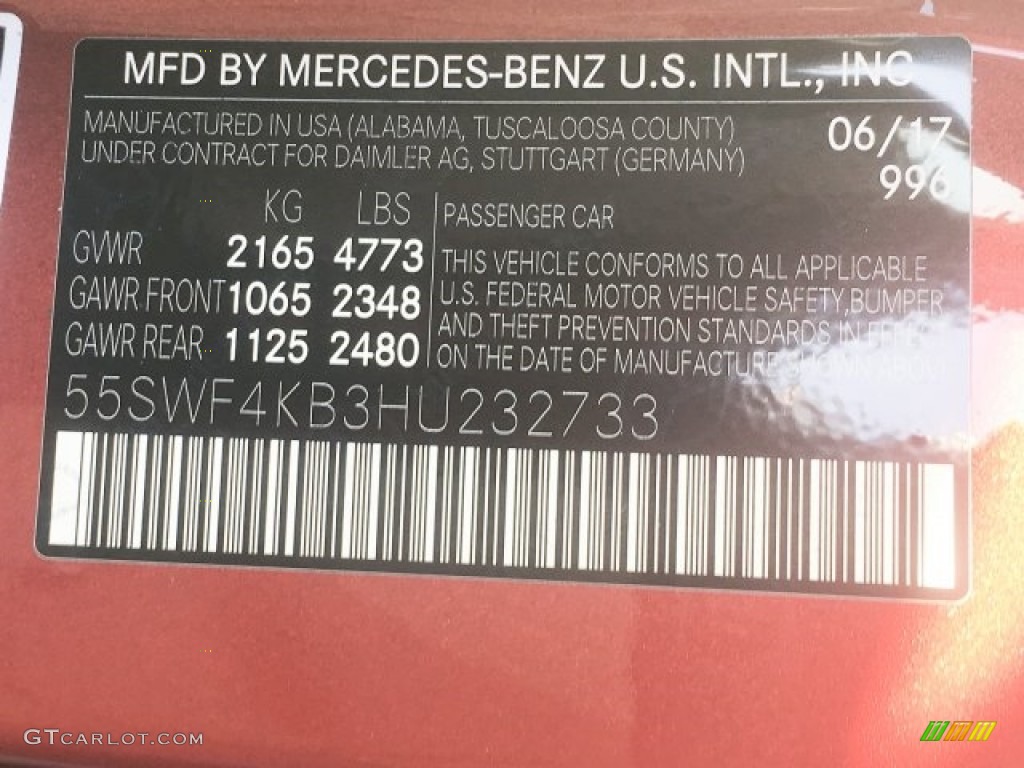 MFD BY MERCEDES-BENZ U.S. INTL., INC
MANUFACTURED IN USA (ALABAMA, TUSCALOOSA COUNTY)
UNDER CONTRACT FOR DAIMLER AG, STUTTGART (GERMANY)
06/17
996
KG LBS
GVWR 2165 4773
GAWR FRONT 1065 2348
GAWR REAR 1125 2480
PASSENGER CAR
THIS VEHICLE CONFORMS TO ALL APPLICABLE
U.S. FEDERAL MOTOR VEHICLE SAFETY, BUMPER
AND THEFT PREVENTION STANDARDS IN EFFECT
ON THE DATE OF MANUFACTURE SHOWN ABOVE
55SWF4KB3HU232733
GTCARLOT.COM